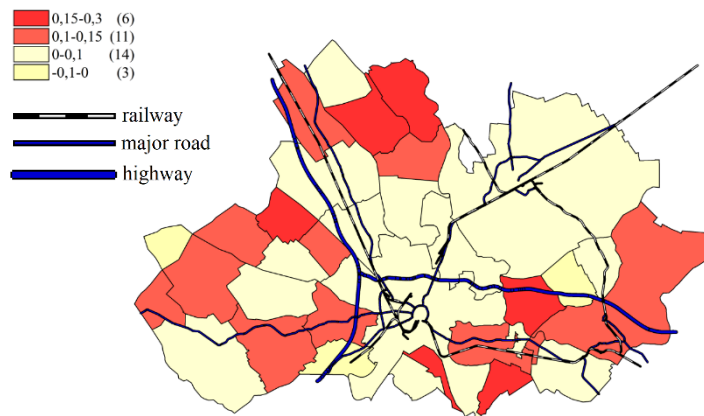 0,15-0,3 (6)
0,1-0,15 (11)
0-0,1 (14)
-0,1-0 (3)
railway
major road
highway